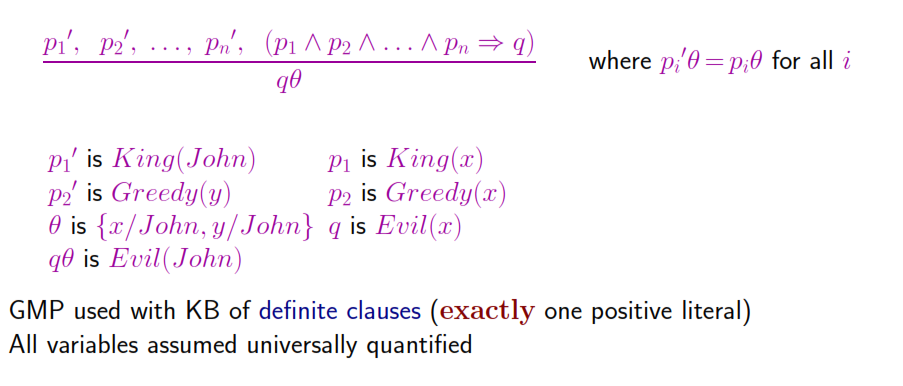 p₁′, p₂′, …, pₙ′, (p₁ ∧ p₂ ∧ … ∧ pₙ ⇒ q)
qθ
where pᵢ′θ = pᵢθ for all i
p₁′ is King(John) p₁ is King(x)
p₂′ is Greedy(y) p₂ is Greedy(x)
θ is {x/John, y/John} q is Evil(x)
qθ is Evil(John)
GMP used with KB of definite clauses (exactly one positive literal)
All variables assumed universally quantified